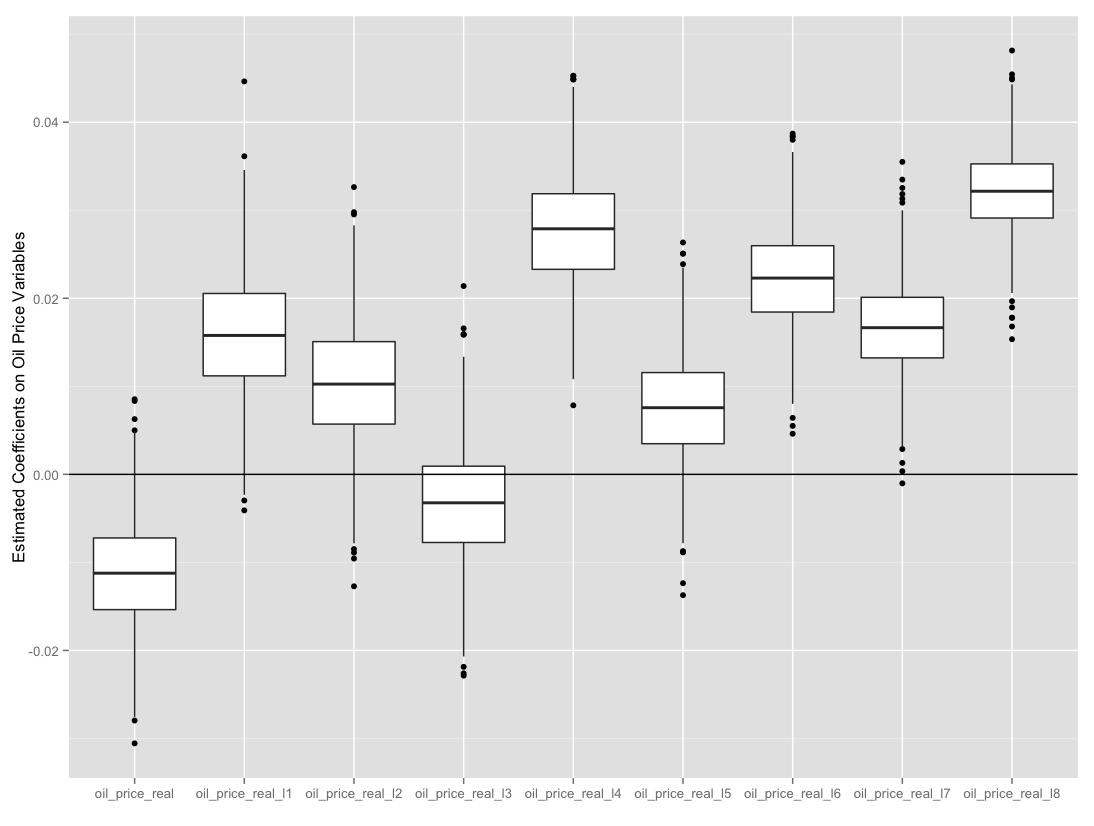 Estimated Coefficients on Oil Price Variables
0.04
0.02
0.00
-0.02
oil_price_real oil_price_real_l1 oil_price_real_l2 oil_price_real_l3 oil_price_real_l4 oil_price_real_l5 oil_price_real_l6 oil_price_real_l7 oil_price_real_l8